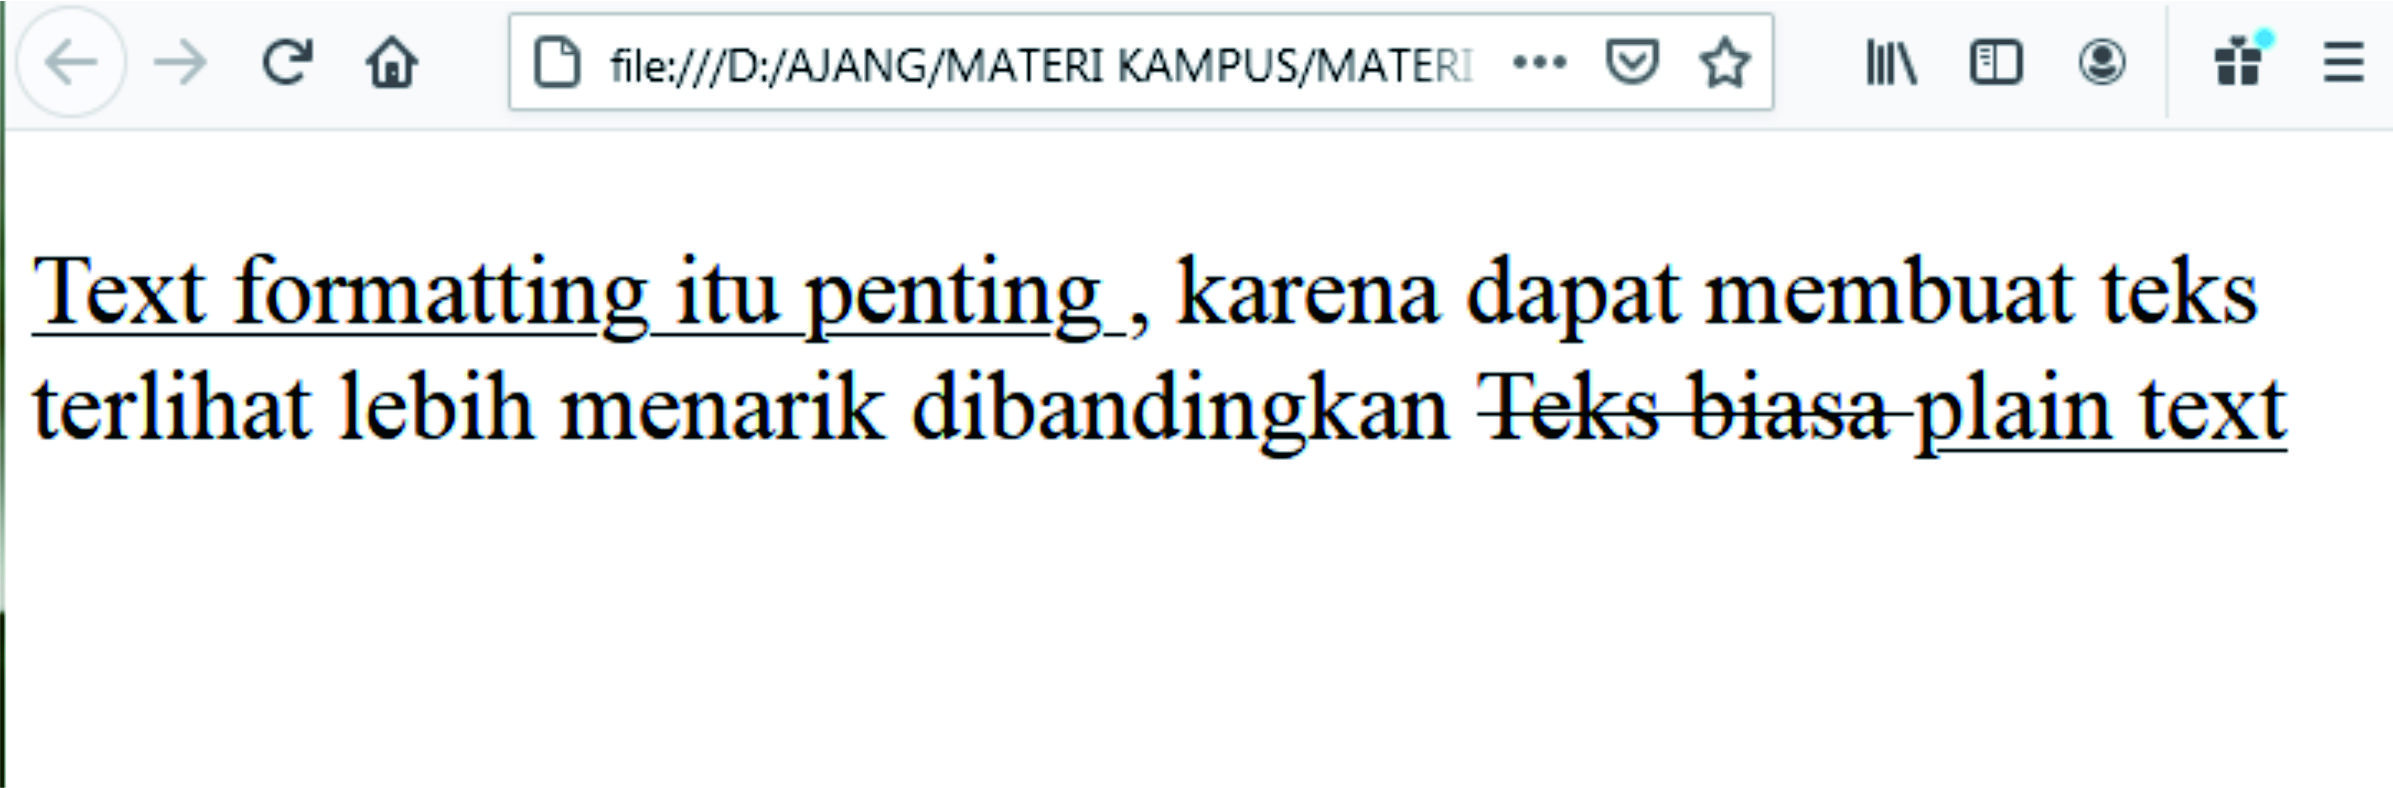 file:///D:/AJANG/MATERI KAMPUS/MATERI
Text formatting itu penting , karena dapat membuat teks
terlihat lebih menarik dibandingkan Teks biasa plain text